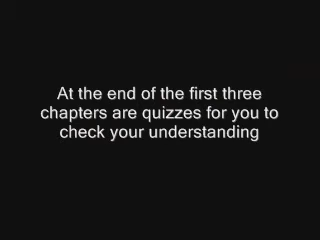 At the end of the first three
chapters are quizzes for you to
check your understanding